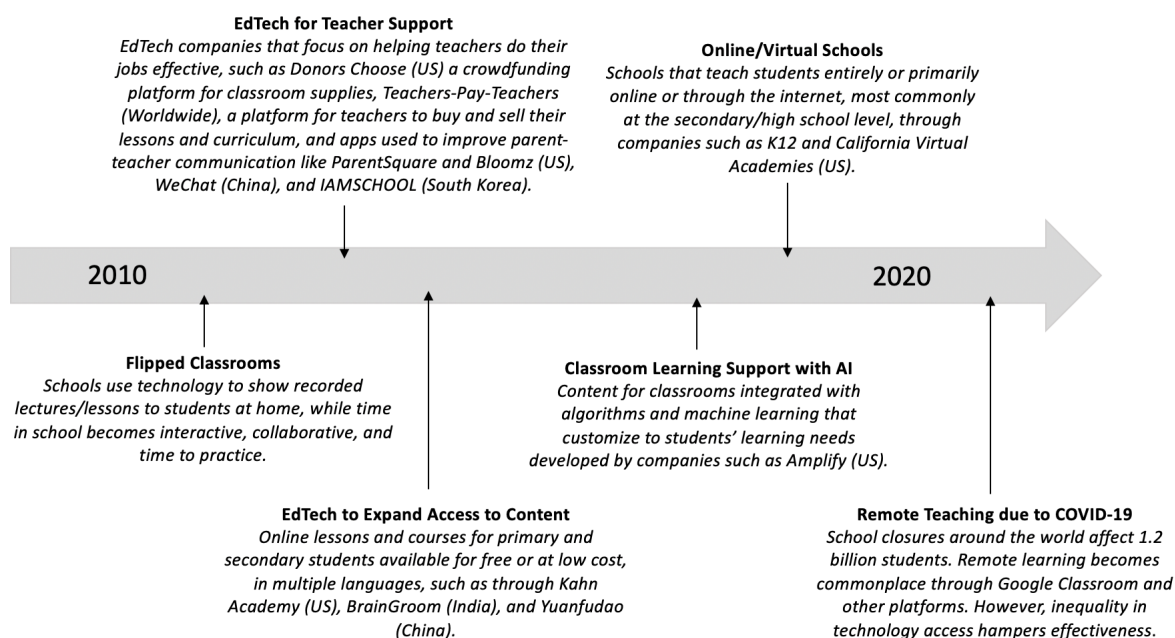 EdTech for Teacher Support
EdTech companies that focus on helping teachers do their
jobs effective, such as Donors Choose (US) a crowdfunding
platform for classroom supplies, Teachers-Pay-Teachers
(Worldwide), a platform for teachers to buy and sell their
lessons and curriculum, and apps used to improve parent-
teacher communication like ParentSquare and Bloomz (US),
WeChat (China), and IAMSCHOOL (South Korea).
Online/Virtual Schools
Schools that teach students entirely or primarily
online or through the internet, most commonly
at the secondary/high school level, through
companies such as K12 and California Virtual
Academies (US).
2010
2020
Flipped Classrooms
Schools use technology to show recorded
lectures/lessons to students at home, while time
in school becomes interactive, collaborative, and
time to practice.
Classroom Learning Support with AI
Content for classrooms integrated with
algorithms and machine learning that
customize to students’ learning needs
developed by companies such as Amplify (US).
EdTech to Expand Access to Content
Online lessons and courses for primary and
secondary students available for free or at low cost,
in multiple languages, such as through Kahn
Academy (US), BrainGroom (India), and Yuanfudao
(China).
Remote Teaching due to COVID-19
School closures around the world affect 1.2
billion students. Remote learning becomes
commonplace through Google Classroom and
other platforms. However, inequality in
technology access hampers effectiveness.